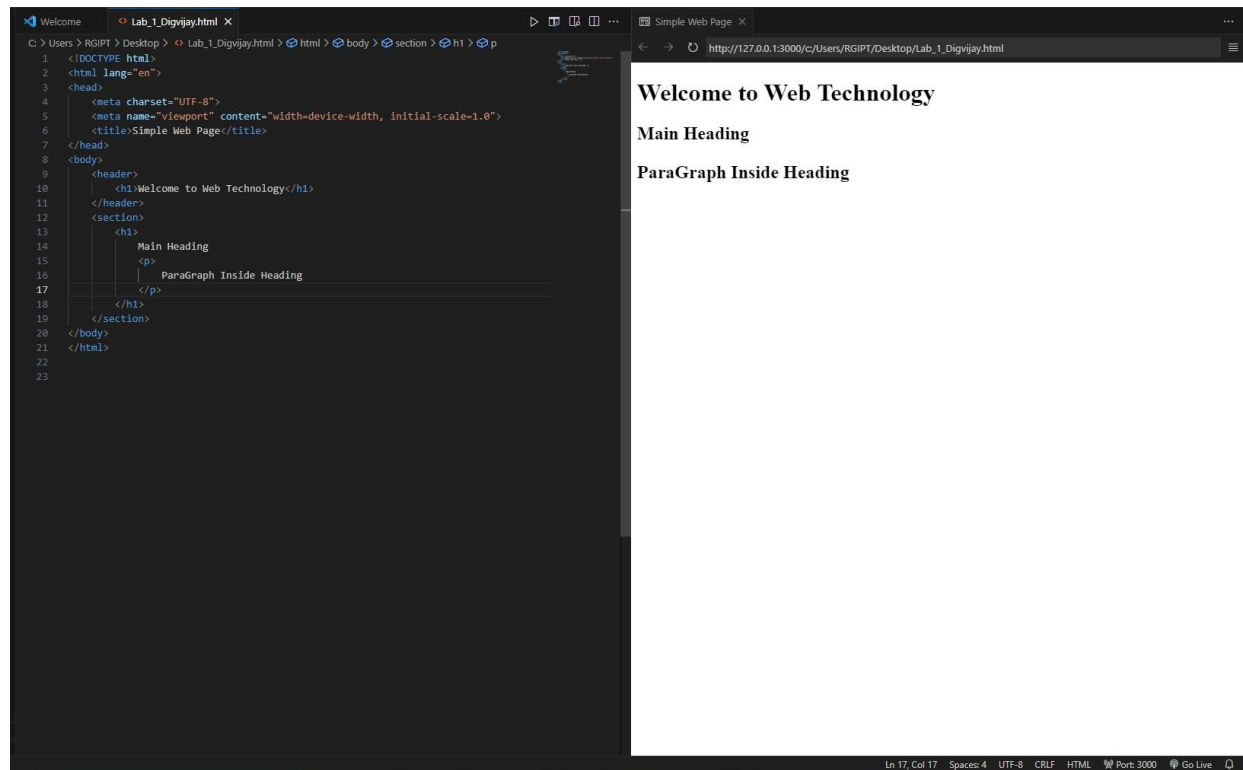 Welcome
Lab_1_Digvijay.html
C: > Users > RGIPT > Desktop > Lab_1_Digvijay.html > html > body > section > h1 > p
1 <!DOCTYPE html>
2 <html lang="en">
3 <head>
4 <meta charset="UTF-8">
5 <meta name="viewport" content="width=device-width, initial-scale=1.0">
6 <title>Simple Web Page</title>
7 </head>
8 <body>
9 <header>
10 <h1>Welcome to Web Technology</h1>
11 </header>
12 <section>
13 <h1>
14 Main Heading
15 <p>
16 ParaGraph Inside Heading
17 </p>
18 </h1>
19 </section>
20 </body>
21 </html>
22
23
Simple Web Page
http://127.0.0.1:3000/c:/Users/RGIPT/Desktop/Lab_1_Digvijay.html
Welcome to Web Technology
Main Heading
ParaGraph Inside Heading
Ln 17, Col 17 Spaces: 4 UTF-8 CRLF HTML Port: 3000 Go Live